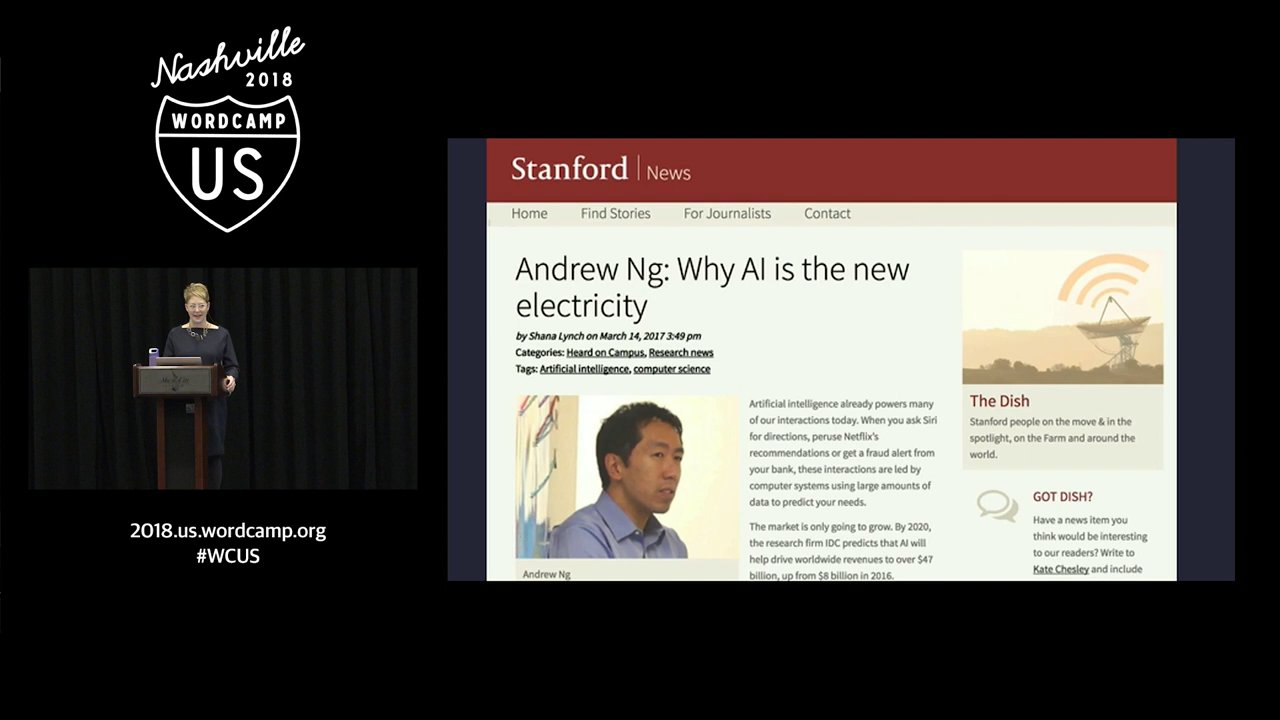 Nashville
2018
WORDCAMP
US
2018.us.wordcamp.org
#WCUS
Stanford | News
Home Find Stories For Journalists Contact
Andrew Ng: Why AI is the new
electricity
by Shana Lynch on March 14, 2017 3:49 pm
Categories: Heard on Campus, Research news
Tags: Artificial intelligence, computer science
Andrew Ng
Artificial intelligence already powers many
of our interactions today. When you ask Siri
for directions, peruse Netflix's
recommendations or get a fraud alert from
your bank, these interactions are led by
computer systems using large amounts of
data to predict your needs.
The market is only going to grow. By 2020,
the research firm IDC predicts that AI will
help drive worldwide revenues to over $47
billion, up from $8 billion in 2016.
The Dish
Stanford people on the move & in the
spotlight, on the Farm and around the
world.
GOT DISH?
Have a news item you
think would be interesting
to our readers? Write to
Kate Chesley and include